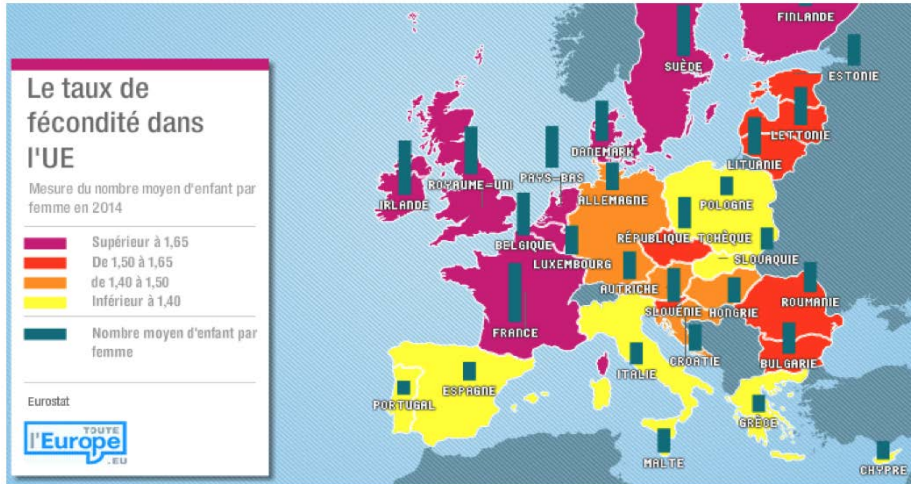 Le taux de
fécondité dans
l'UE
Mesure du nombre moyen d'enfant par
femme en 2014
Supérieur à 1,65
De 1,50 à 1,65
de 1,40 à 1,50
Inférieur à 1,40
Nombre moyen d'enfant par
femme
Eurostat
TOUTE
l'Europe
.EU
FINLANDE
SUÈDE
ESTONIE
LETTONIE
DANEMARK
LITUANIE
ROYAUME-UNI
PAYS-BAS
IRLANDE
ALLEMAGNE
POLOGNE
BELGIQUE
RÉPUBLIQUE TCHÈQUE
LUXEMBOURG
SLOVAQUIE
AUTRICHE
ROUMANIE
SLOVÉNIE
HONGRIE
FRANCE
CROATIE
BULGARIE
ITALIE
ESPAGNE
PORTUGAL
GRÈCE
MALTE
CHYPRE